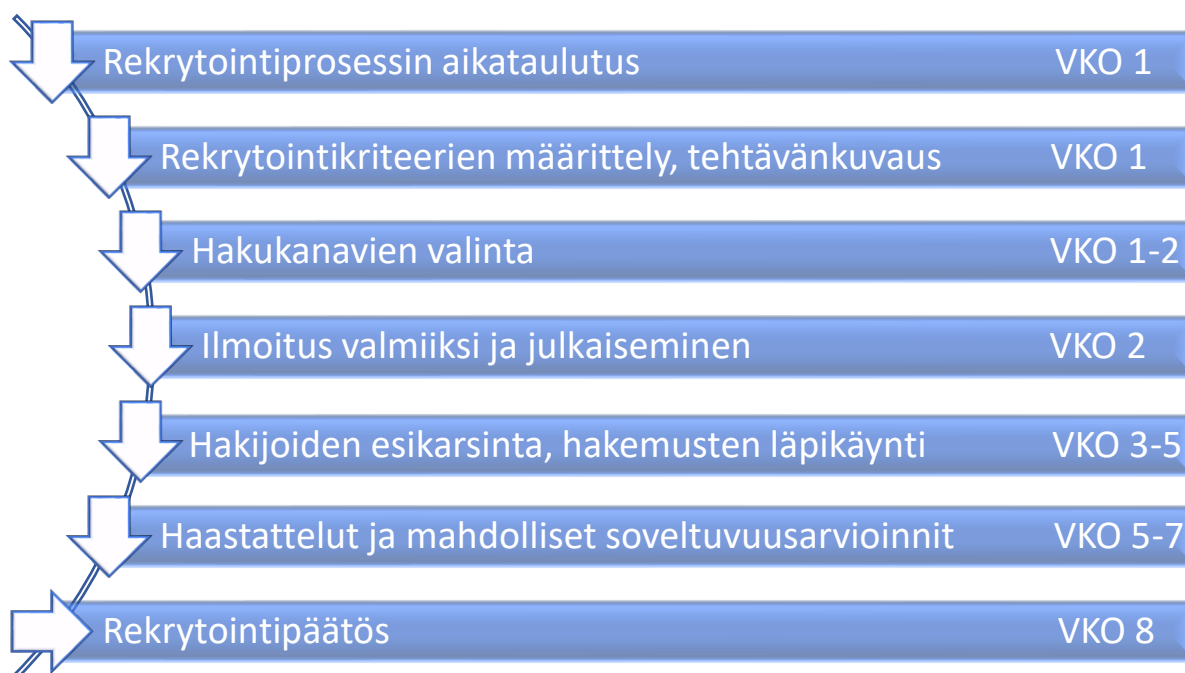 Rekrytointiprosessin aikataulutus VKO 1
Rekrytointikriteerien määrittely, tehtävänkuvaus VKO 1
Hakukanavien valinta VKO 1-2
Ilmoitus valmiiksi ja julkaiseminen VKO 2
Hakijoiden esikarsinta, hakemusten läpikäynti VKO 3-5
Haastattelut ja mahdolliset soveltuvuusarvioinnit VKO 5-7
Rekrytointipäätös VKO 8